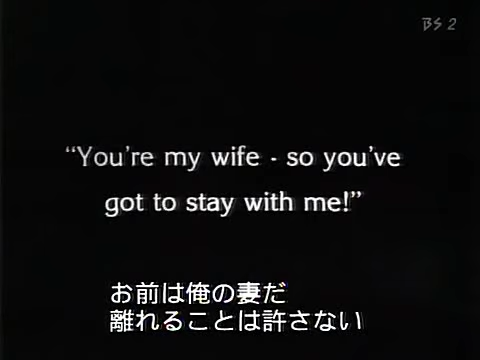 BS 2
“You're my wife - so you've
got to stay with me!”
お前は俺の妻だ
離れることは許さない